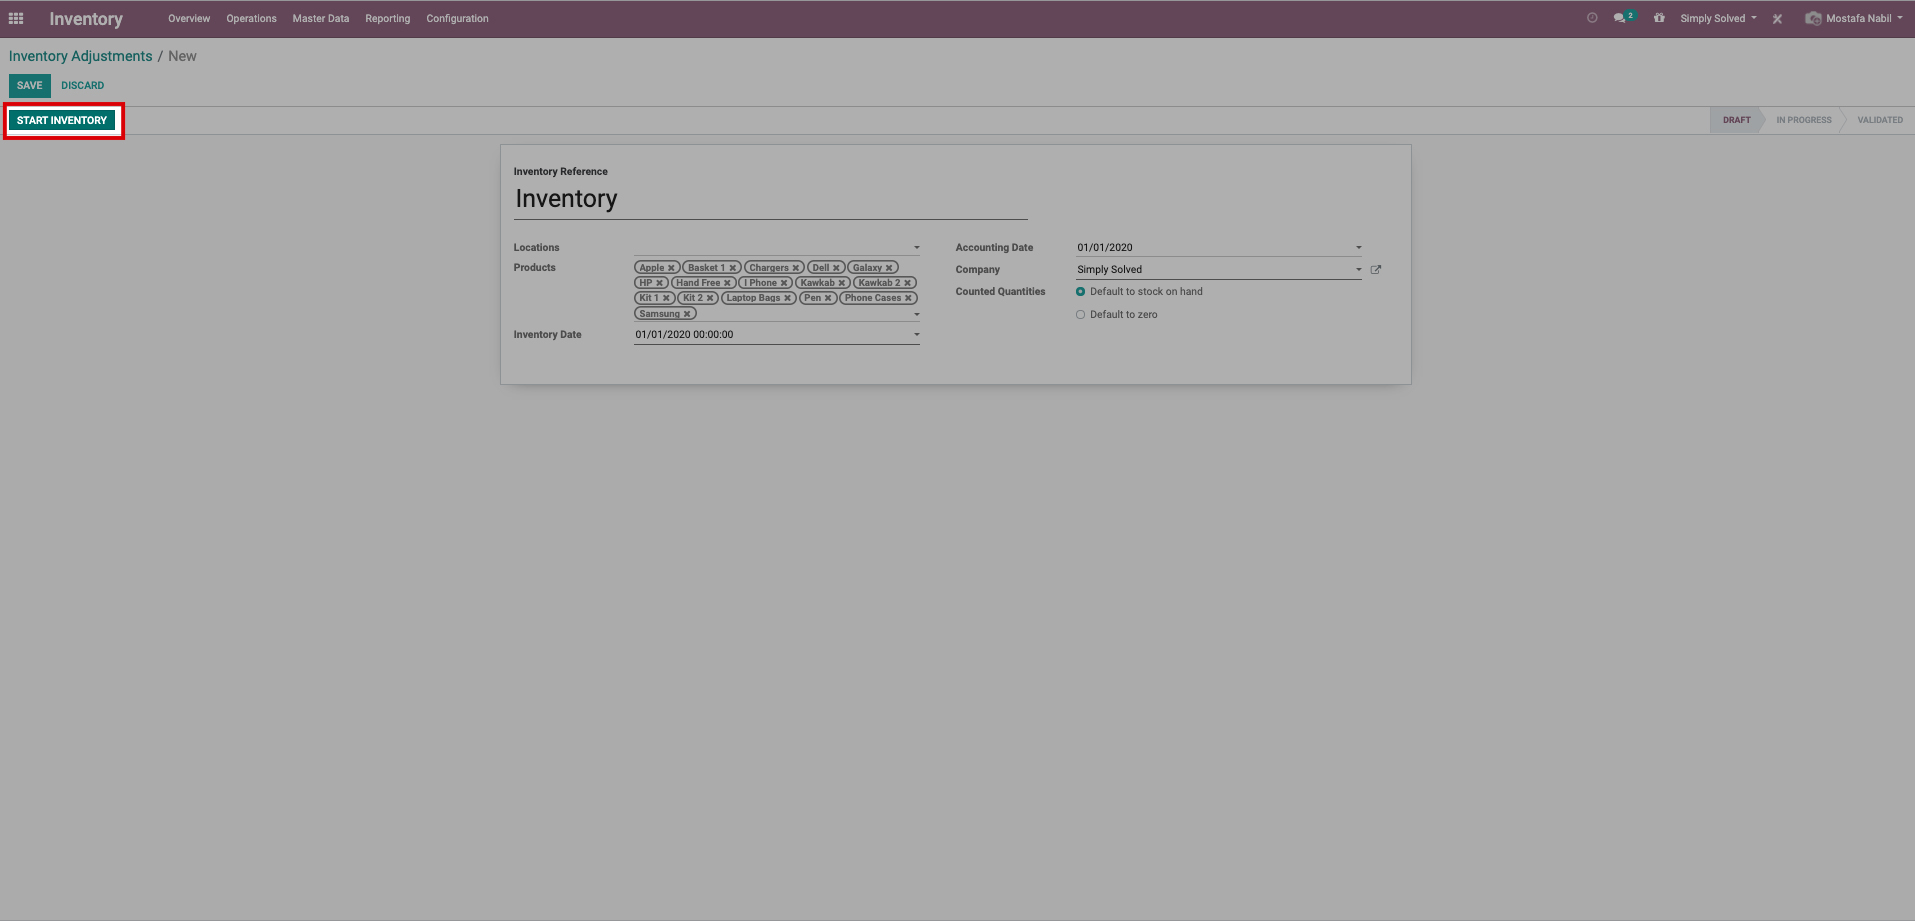 Inventory Overview Operations Master Data Reporting Configuration 2 Simply Solved Mostafa Nabil
Inventory Adjustments / New
SAVE DISCARD
START INVENTORY DRAFT IN PROGRESS VALIDATED
Inventory Reference
Inventory
Locations
Products Apple Basket 1 Chargers Dell Galaxy
HP Hand Free I Phone Kawkab Kawkab 2
Kit 1 Kit 2 Laptop Bags Pen Phone Cases
Samsung
Inventory Date 01/01/2020 00:00:00
Accounting Date 01/01/2020
Company Simply Solved
Counted Quantities Default to stock on hand
Default to zero